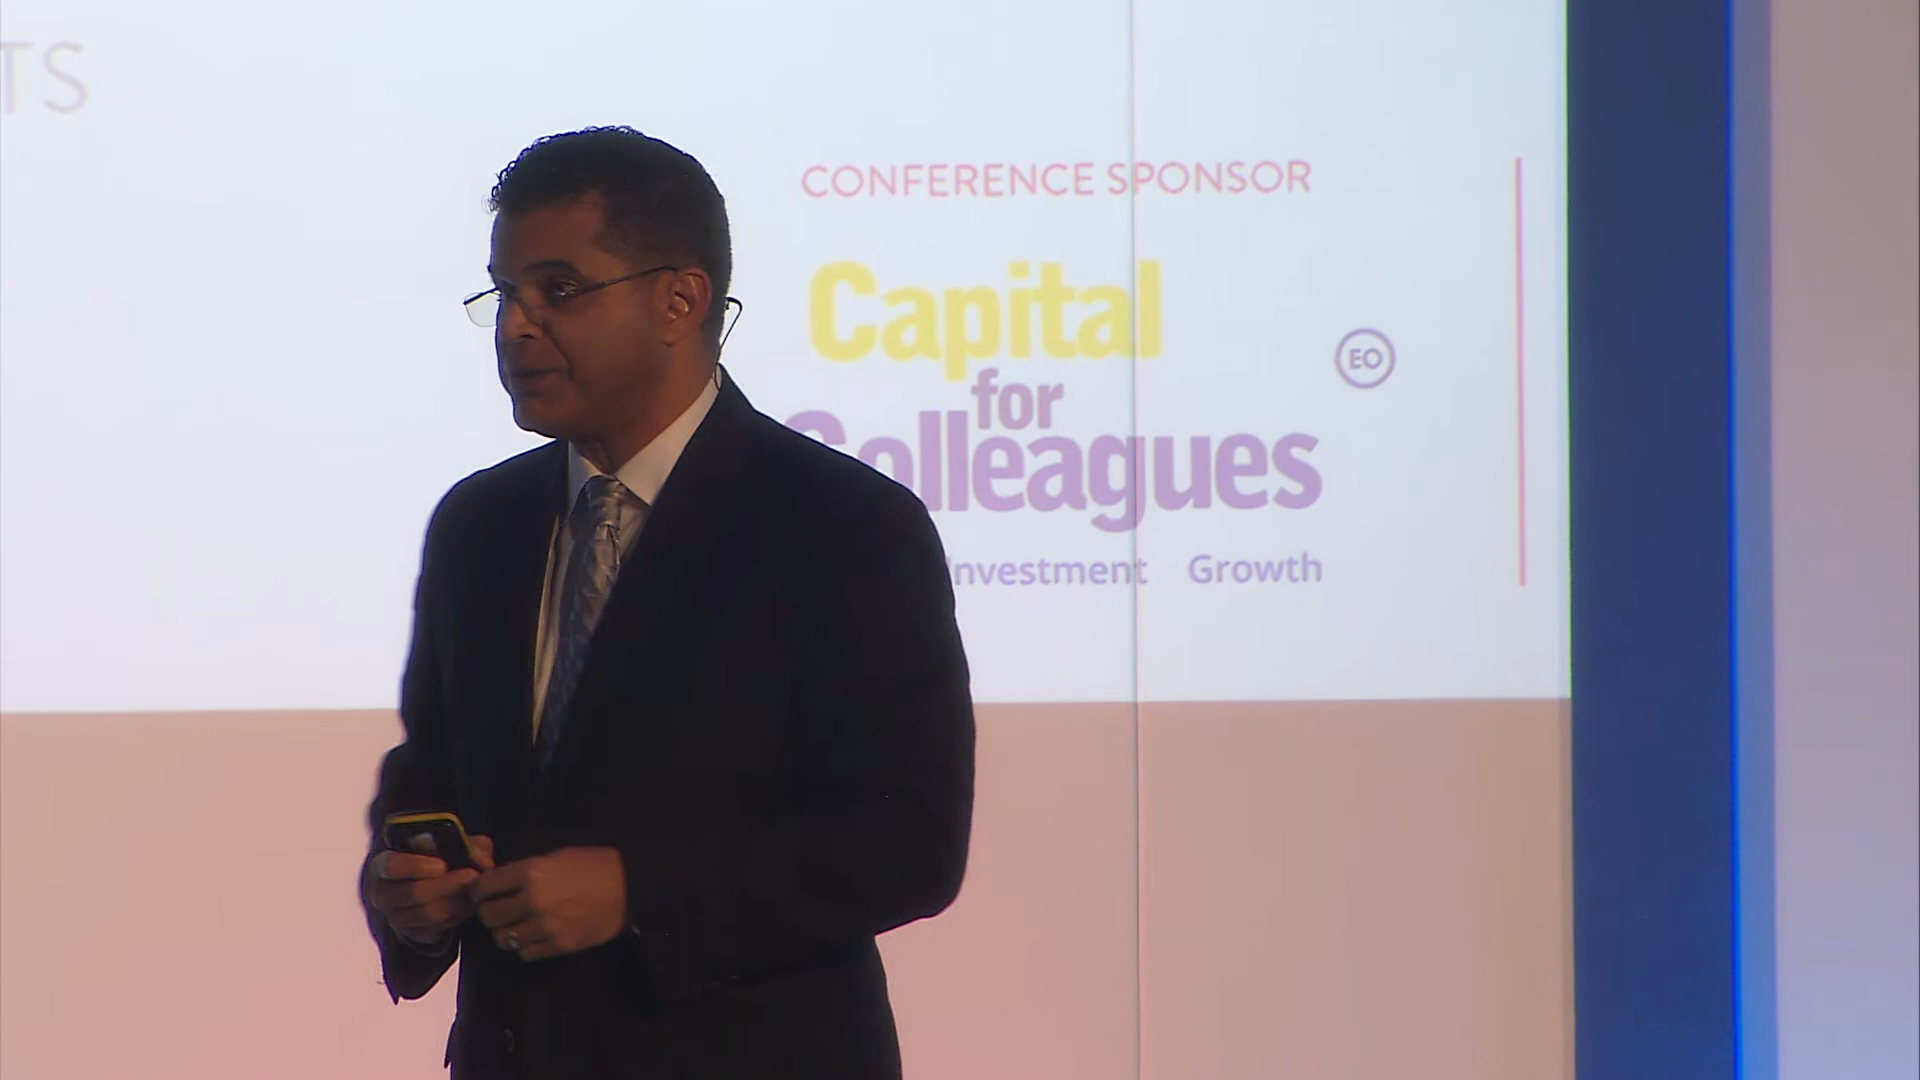 TS
CONFERENCE SPONSOR
Capital
for
Colleagues
EO
Investment Growth